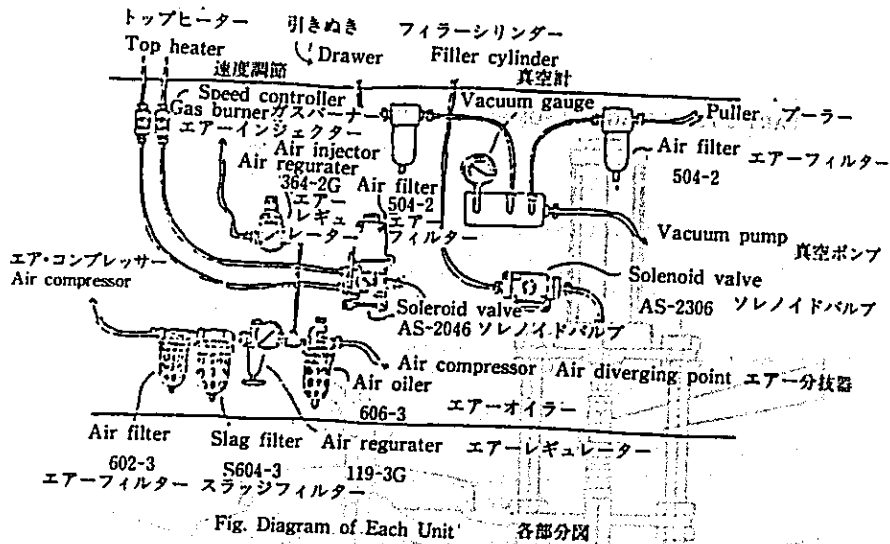 トップヒーター 引きぬき フィラーシリンダー
Top heater Drawer Filler cylinder
速度調節 真空計
Speed controller Vacuum gauge Puller プーラー
Gas burner ガスバーナー
エアーインジェクター
Air injector Air filter エアーフィルター
Air regurater 504-2
364-2G Air filter
エアー 504-2
レギュ エアー
レーター フィルター
Vacuum pump 真空ポンプ
エア・コンプレッサー Solenoid valve
Air compressor AS-2306 ソレノイドバルブ
Soleroid valve
AS-2046 ソレノイドバルブ
Air compressor Air diverging point エアー分抜器
Air oiler
606-3 エアーオイラー
Air filter Slag filter Air regurater エアーレギュレーター
602-3 S604-3 119-3G
エアーフィルター スラッジフィルター
Fig. Diagram of Each Unit 各部分図